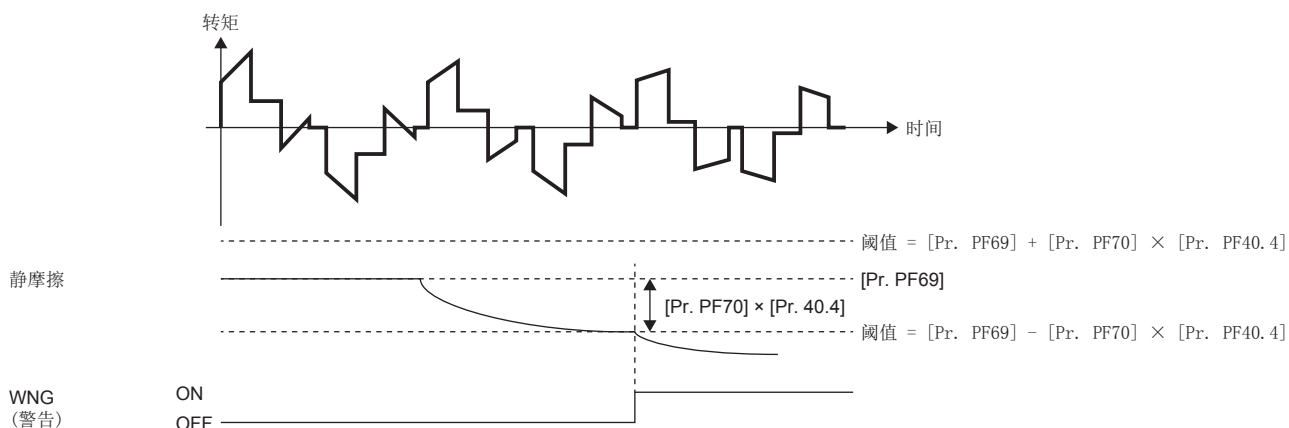 转矩
时间
阈值 = [Pr. PF69] + [Pr. PF70] × [Pr. PF40.4]
静摩擦
[Pr. PF69]
[Pr. PF70] × [Pr. 40.4]
阈值 = [Pr. PF69] - [Pr. PF70] × [Pr. PF40.4]
WNG
(警告)
ON
OFF